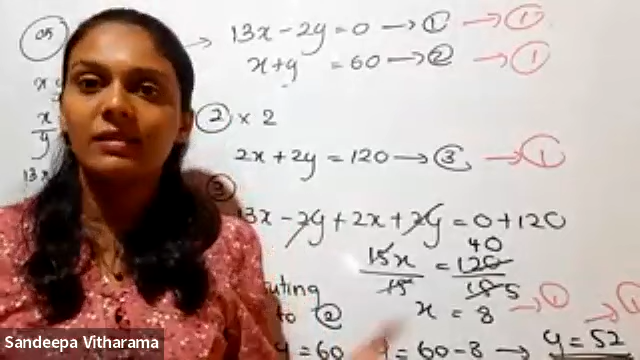 05 → 13x - 2y = 0 → ① → ①
x y x + y = 60 → ② → ①
x/y ② × 2
2x + 2y = 120 → ③ → ①
13x ③
13x - 2y + 2x + 2y = 0 + 120
15x/15 = 120/15 40 5
uting x = 8 → ①
to ② y = 60 y = 60 - 8 → y = 52
Sandeepa Vitharama